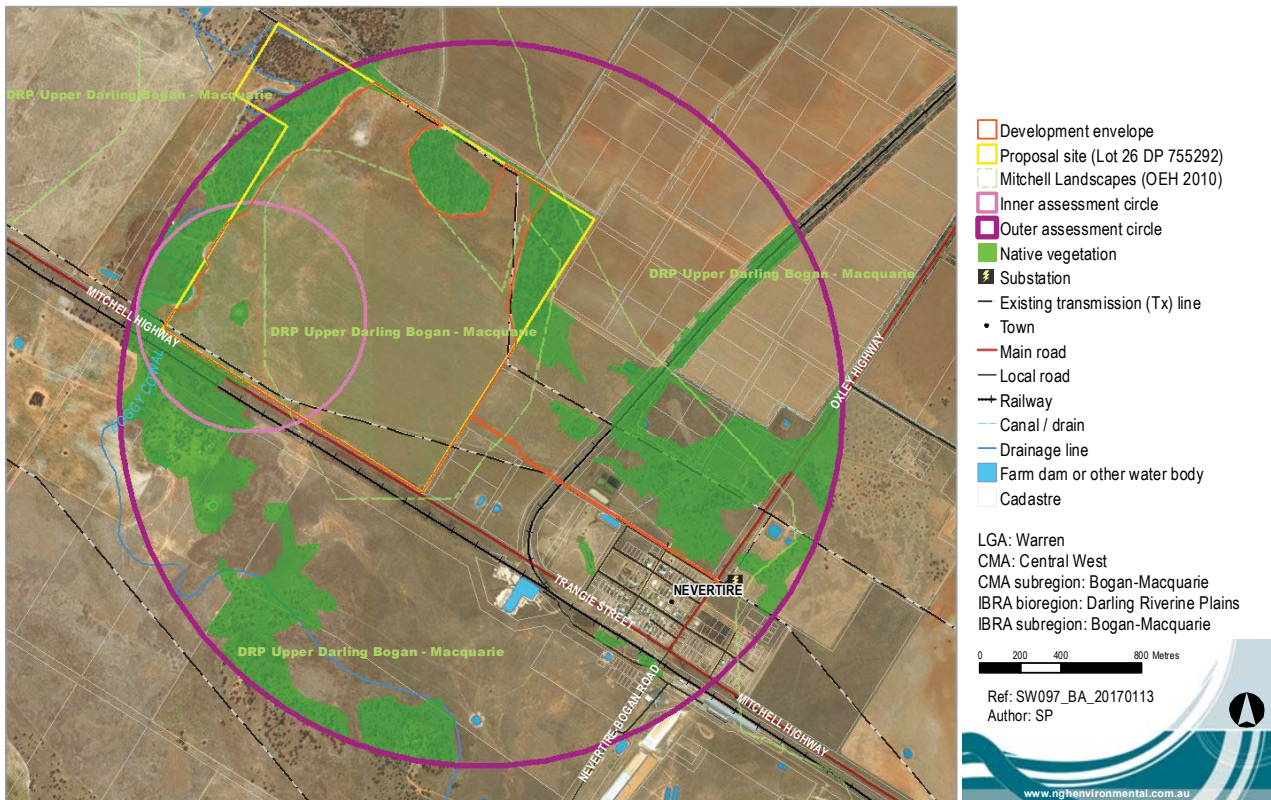 DRP Upper Darling Bogan - Macquarie
DRP Upper Darling Bogan - Macquarie
MITCHELL HIGHWAY
DRP Upper Darling Bogan - Macquarie
OXLEY HIGHWAY
COWAL
NEVERTIRE
TRANGIE STREET
DRP Upper Darling Bogan - Macquarie
NEVERTIRE-BOGAN ROAD
MITCHELL HIGHWAY
Development envelope
Proposal site (Lot 26 DP 755292)
Mitchell Landscapes (OEH 2010)
Inner assessment circle
Outer assessment circle
Native vegetation
Substation
Existing transmission (Tx) line
Town
Main road
Local road
Railway
Canal / drain
Drainage line
Farm dam or other water body
Cadastre
LGA: Warren
CMA: Central West
CMA subregion: Bogan-Macquarie
IBRA bioregion: Darling Riverine Plains
IBRA subregion: Bogan-Macquarie
0 200 400 800 Metres
Ref: SW097_BA_20170113
Author: SP
www.nghenvironmental.com.au